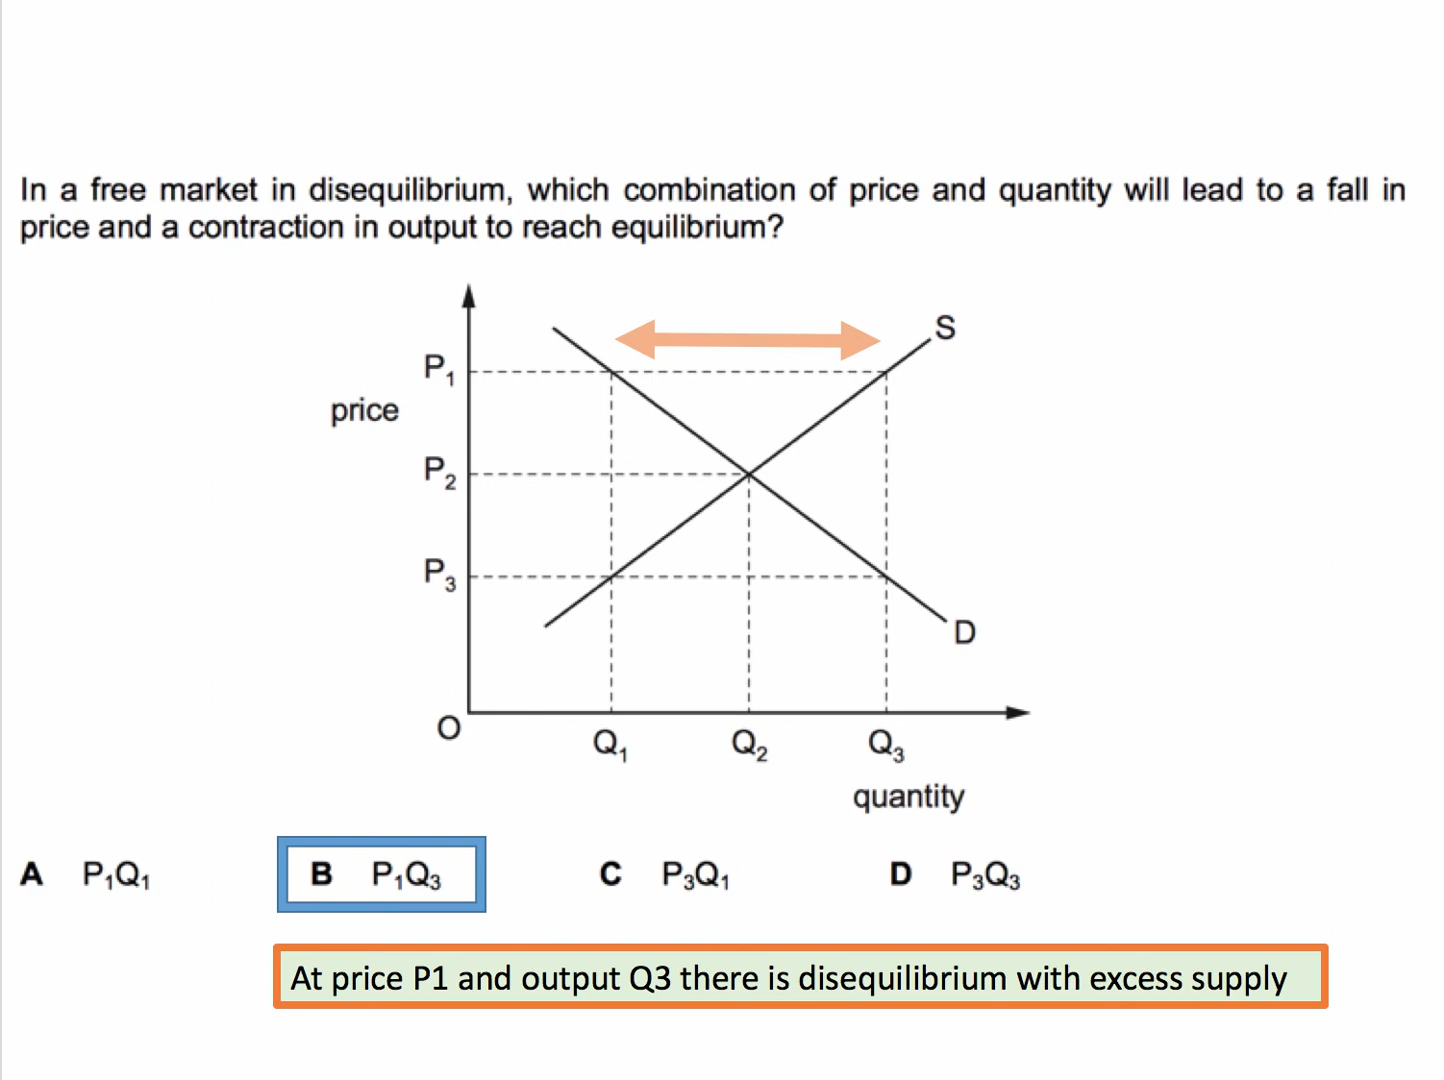 In a free market in disequilibrium, which combination of price and quantity will lead to a fall in
price and a contraction in output to reach equilibrium?
S
P₁
price
P₂
P₃
D
O
Q₁ Q₂ Q₃
quantity
A P₁Q₁ B P₁Q₃ C P₃Q₁ D P₃Q₃
At price P1 and output Q3 there is disequilibrium with excess supply